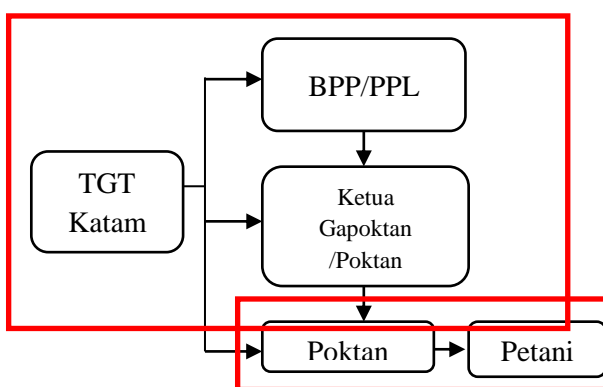 BPP/PPL
TGT
Katam
Ketua
Gapoktan
/Poktan
Poktan
Petani